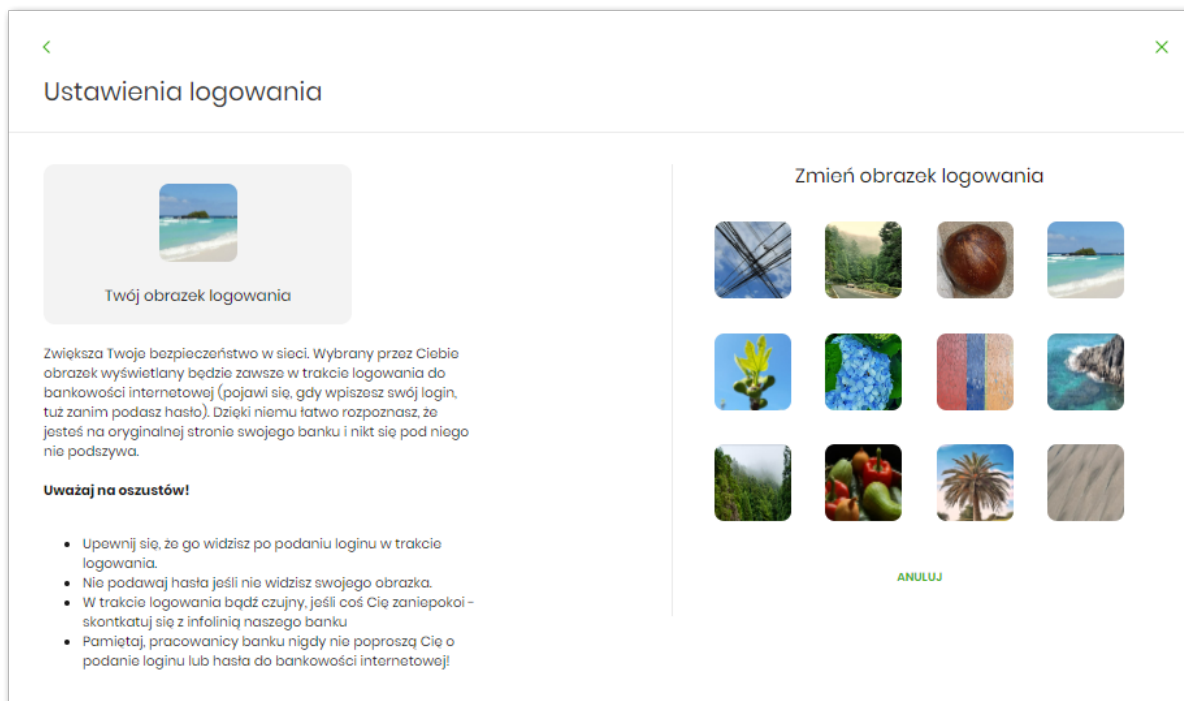 Ustawienia logowania
Twój obrazek logowania
Zwiększa Twoje bezpieczeństwo w sieci. Wybrany przez Ciebie
obrazek wyświetlany będzie zawsze w trakcie logowania do
bankowości internetowej (pojawi się, gdy wpiszesz swój login,
tuż zanim podasz hasło). Dzięki niemu łatwo rozpoznasz, że
jesteś na oryginalnej stronie swojego banku i nikt się pod niego
nie podszywa.
Uważaj na oszustów!
• Upewnij się, że go widzisz po podaniu loginu w trakcie
logowania.
• Nie podawaj hasła jeśli nie widzisz swojego obrazka.
• W trakcie logowania bądź czujny, jeśli coś Cię zaniepokoi -
skontkatuj się z infolinią naszego banku
• Pamiętaj, pracowanicy banku nigdy nie poproszą Cię o
podanie loginu lub hasła do bankowości internetowej!
Zmień obrazek logowania
ANULUJ